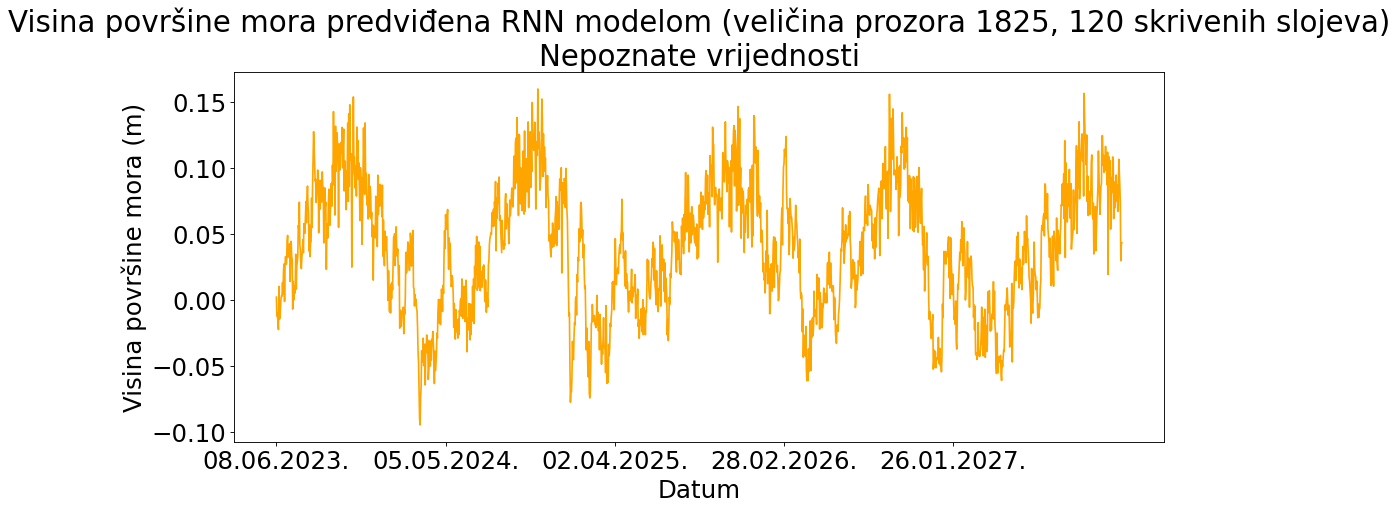 Visina površine mora predviđena RNN modelom (veličina prozora 1825, 120 skrivenih slojeva)
Nepoznate vrijednosti
Visina površine mora (m)
0.15
0.10
0.05
0.00
−0.05
−0.10
08.06.2023. 05.05.2024. 02.04.2025. 28.02.2026. 26.01.2027.
Datum